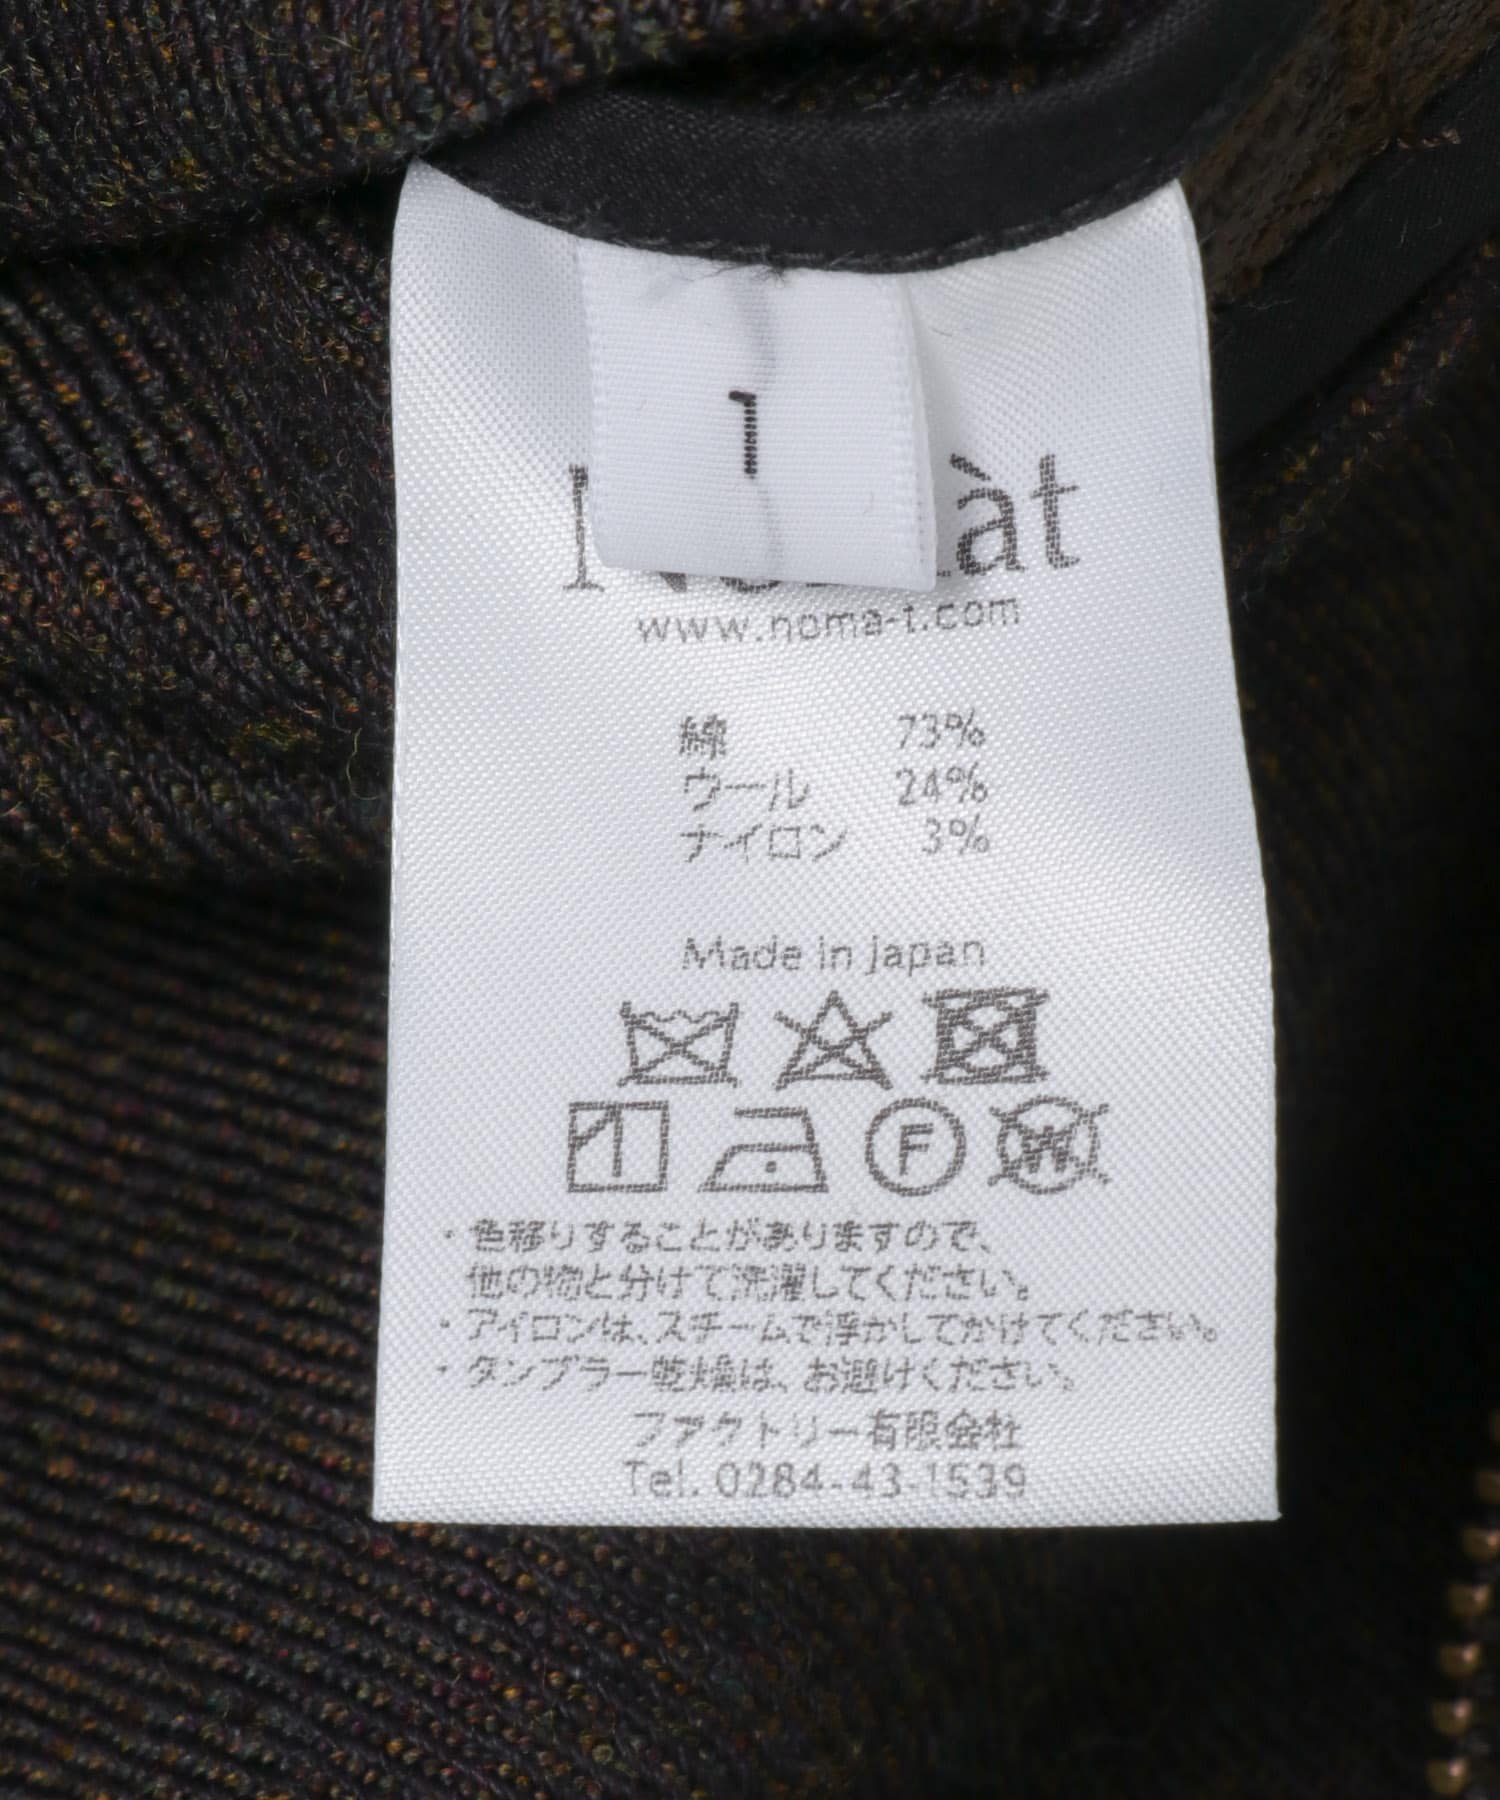 1
àt
www.noma-t.com
綿 73%
ウール 24%
ナイロン 3%
Made in Japan
F W
・色移りすることがありますので、
他の物と分けて洗濯してください。
・アイロンは、スチームで浮かしてかけてください。
・タンブラー乾燥は、お避けください。
ファクトリー有限会社
Tel. 0284-43-1539